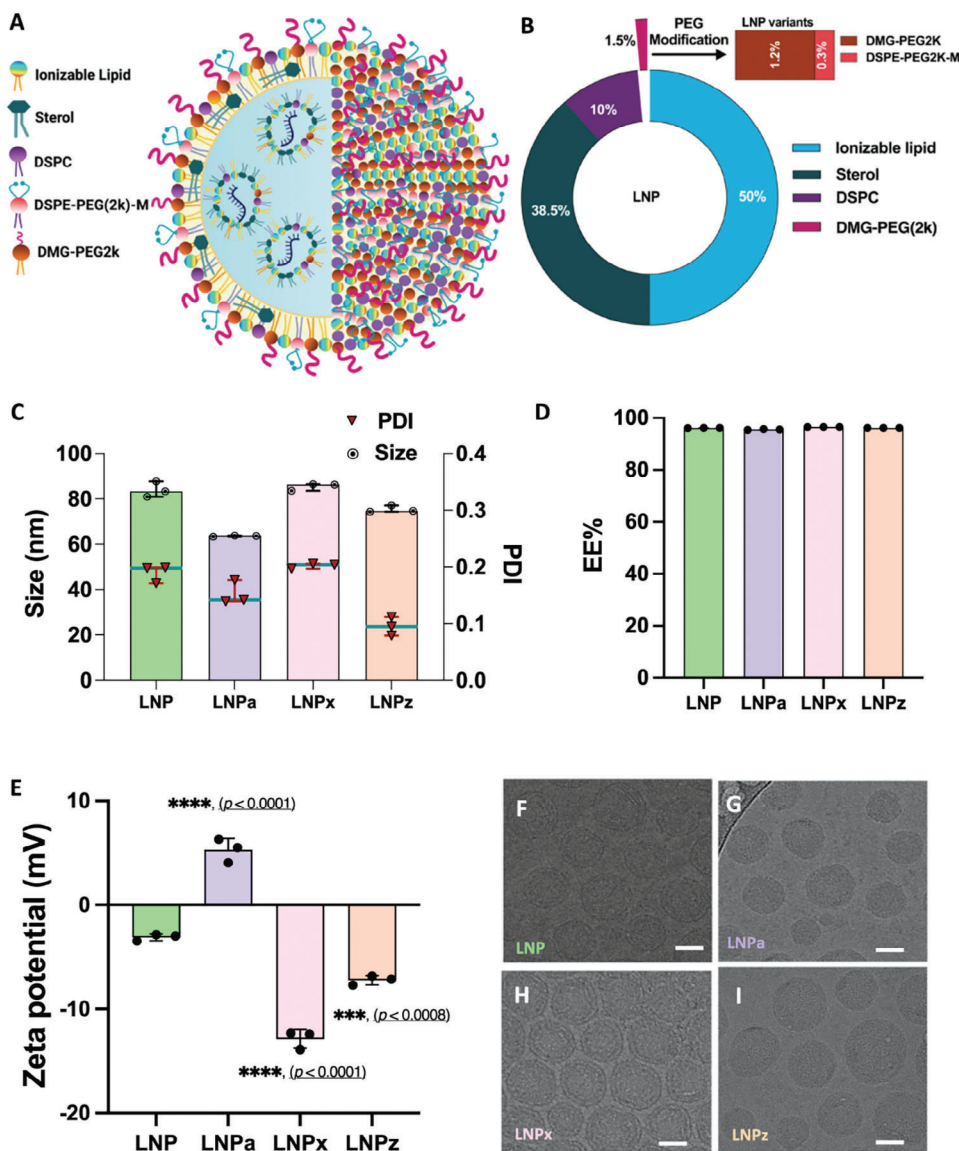 A
Ionizable Lipid
Sterol
DSPC
DSPE-PEG(2k)-M
DMG-PEG2k
B
PEG
Modification
LNP variants
1.5%
1.2%
0.3%
DMG-PEG2K
DSPE-PEG2K-M
10%
38.5%
LNP
50%
Ionizable lipid
Sterol
DSPC
DMG-PEG(2k)
C
PDI
Size
Size (nm)
100
80
60
40
20
0
PDI
0.4
0.3
0.2
0.1
0.0
LNP LNPa LNPx LNPz
D
EE%
100
80
60
40
20
0
LNP LNPa LNPx LNPz
E
Zeta potential (mV)
10
0
-10
-20
****, (p < 0.0001)
***, (p < 0.0008)
****, (p < 0.0001)
LNP LNPa LNPx LNPz
F
LNP
G
LNPa
H
LNPx
I
LNPz